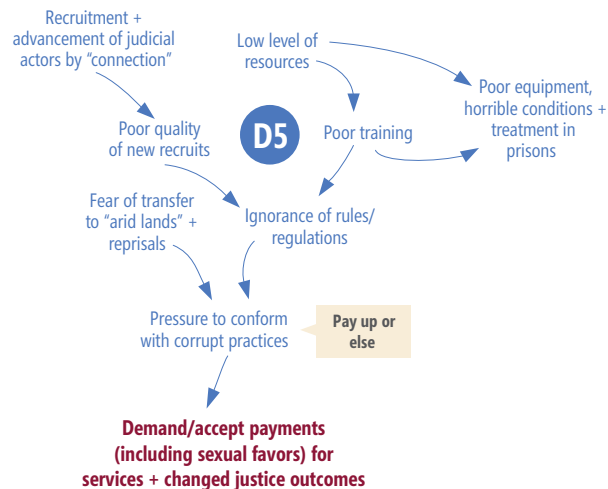 Recruitment +
advancement of judicial
actors by “connection”
Low level of
resources
Poor equipment,
horrible conditions +
treatment in
prisons
Poor quality
of new recruits
D5
Poor training
Fear of transfer
to “arid lands” +
reprisals
Ignorance of rules/
regulations
Pressure to conform
with corrupt practices
Pay up or
else
Demand/accept payments
(including sexual favors) for
services + changed justice outcomes